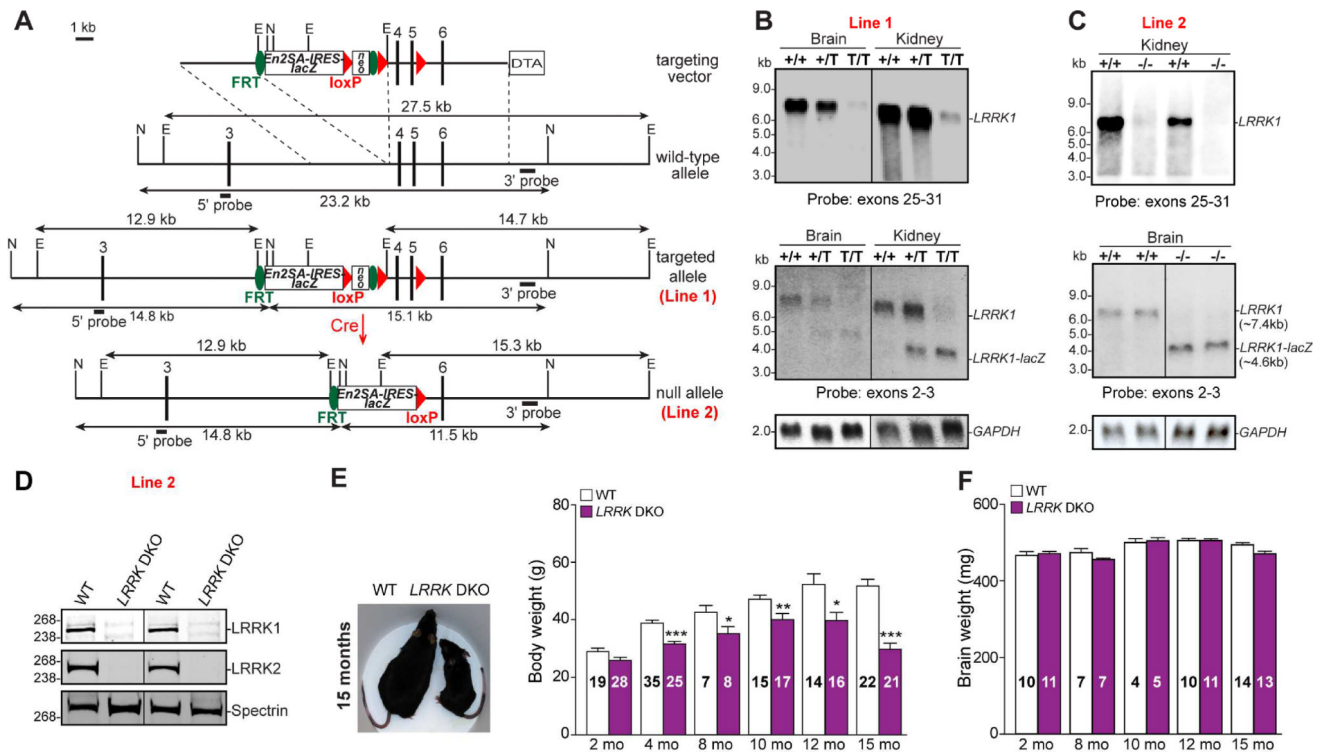 A
1 kb
E
E N
E
E
4 5
6
En2SA-IRES-
lacZ
neo
DTA
FRT
loxP
targeting
vector
27.5 kb
N
E
3
4 5
6
N
E
wild-type
allele
5' probe
3' probe
23.2 kb
12.9 kb
14.7 kb
N
E
3
E N
E
E
4 5
6
N
E
En2SA-IRES-
lacZ
neo
targeted
allele
(Line 1)
FRT
loxP
5' probe
3' probe
14.8 kb
15.1 kb
Cre
12.9 kb
15.3 kb
N
E
3
E N
E
6
N
E
En2SA-IRES-
lacZ
null allele
(Line 2)
FRT
loxP
5' probe
3' probe
14.8 kb
11.5 kb
B
Line 1
Brain Kidney
kb +/+ +/T T/T +/+ +/T T/T
9.0
6.0
5.0
4.0
3.0
LRRK1
Probe: exons 25-31
Brain Kidney
kb +/+ +/T T/T +/+ +/T T/T
9.0
6.0
5.0
4.0
3.0
LRRK1
LRRK1-lacZ
Probe: exons 2-3
2.0
GAPDH
C
Line 2
Kidney
kb +/+ -/- +/+ -/-
9.0
6.0
5.0
4.0
3.0
LRRK1
Probe: exons 25-31
Brain
kb +/+ +/+ -/- -/-
9.0
6.0
5.0
4.0
3.0
LRRK1
(~7.4kb)
LRRK1-lacZ
(~4.6kb)
Probe: exons 2-3
2.0
GAPDH
D
Line 2
WT LRRK DKO WT LRRK DKO
268
238
LRRK1
268
238
LRRK2
268
Spectrin
E
WT LRRK DKO
15 months
WT
LRRK DKO
Body weight (g)
80
60
40
20
0
*** * ** * ***
19 28 35 25 7 8 15 17 14 16 22 21
2 mo 4 mo 8 mo 10 mo 12 mo 15 mo
F
WT
LRRK DKO
Brain weight (mg)
600
400
200
0
10 11 7 7 4 5 10 11 14 13
2 mo 8 mo 10 mo 12 mo 15 mo